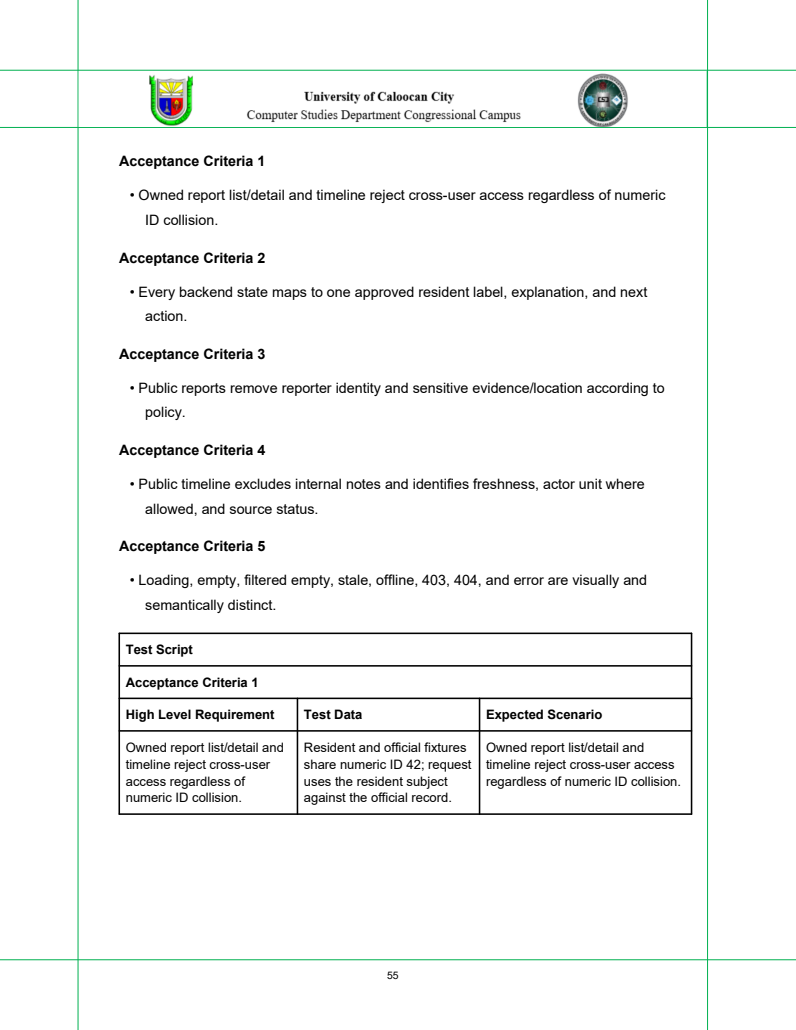 University of Caloocan City
Computer Studies Department Congressional Campus
Acceptance Criteria 1
• Owned report list/detail and timeline reject cross-user access regardless of numeric
ID collision.
Acceptance Criteria 2
• Every backend state maps to one approved resident label, explanation, and next
action.
Acceptance Criteria 3
• Public reports remove reporter identity and sensitive evidence/location according to
policy.
Acceptance Criteria 4
• Public timeline excludes internal notes and identifies freshness, actor unit where
allowed, and source status.
Acceptance Criteria 5
• Loading, empty, filtered empty, stale, offline, 403, 404, and error are visually and
semantically distinct.
Test Script
Acceptance Criteria 1
High Level Requirement
Test Data
Expected Scenario
Owned report list/detail and
timeline reject cross-user
access regardless of
numeric ID collision.
Resident and official fixtures
share numeric ID 42; request
uses the resident subject
against the official record.
Owned report list/detail and
timeline reject cross-user access
regardless of numeric ID collision.
55